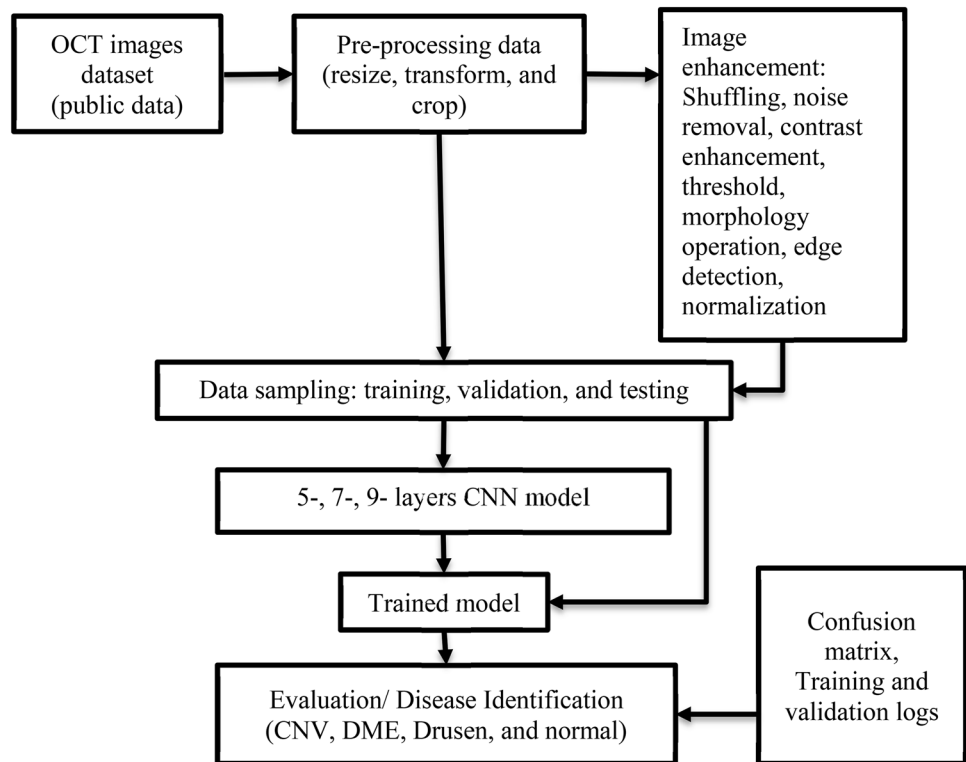 OCT images
dataset
(public data)
Pre-processing data
(resize, transform, and
crop)
Image
enhancement:
Shuffling, noise
removal, contrast
enhancement,
threshold,
morphology
operation, edge
detection,
normalization
Data sampling: training, validation, and testing
5-, 7-, 9- layers CNN model
Trained model
Evaluation/ Disease Identification
(CNV, DME, Drusen, and normal)
Confusion
matrix,
Training and
validation logs